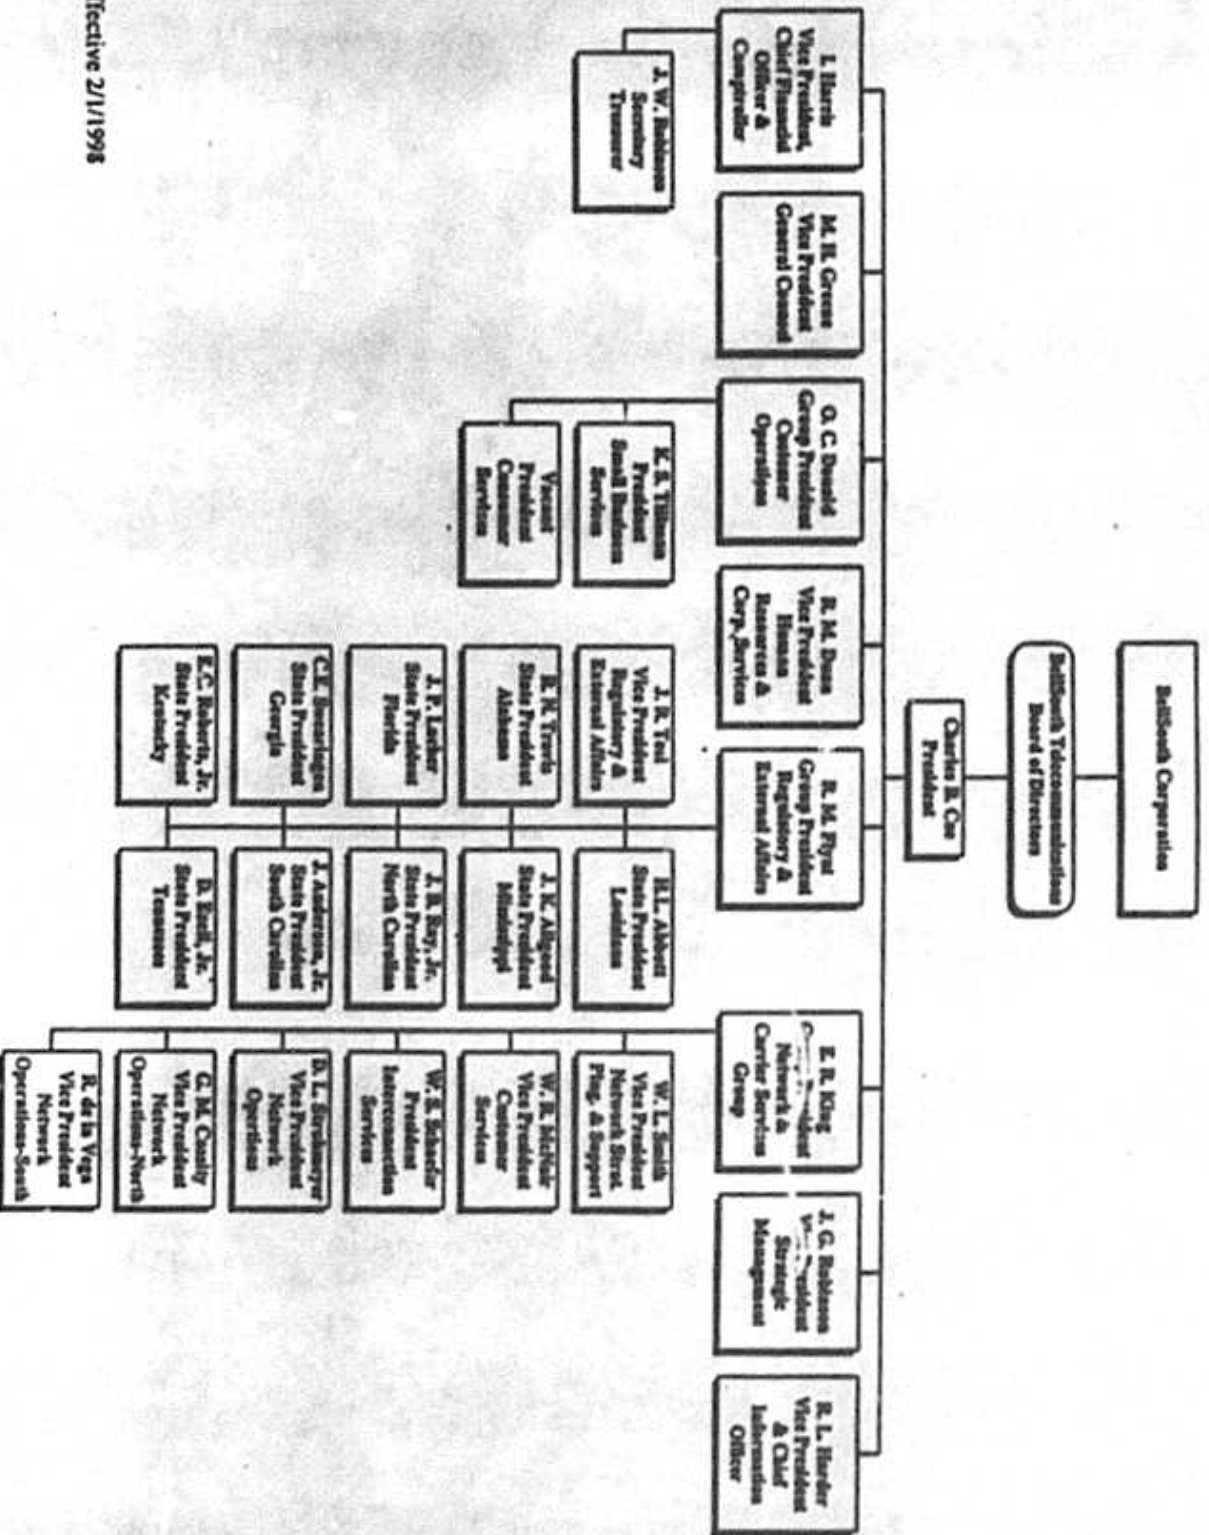 BellSouth Corporation
BellSouth Telecommunications
Board of Directors
Charles B. Coe
President
I. Harris
Vice President,
Chief Financial
Officer &
Comptroller
M. H. Greene
Vice President
General Counsel
O. C. Donald
Group President
Customer
Operations
R. M. Dunn
Vice President
Human
Resources &
Corp. Services
R. M. Flynt
Group President
Regulatory &
External Affairs
E. R. King
Network &
Carrier Services
Group
J. G. Robinson
Strategic
Management
R. L. Harder
Vice President
& Chief
Information
Officer
J. W. Robinson
Secretary
Treasurer
K. S. Tillman
President
Small Business
Services
Vacant
President
Consumer
Services
J. R. Teel
Vice President
Regulatory &
External Affairs
H.L. Abbott
State President
Louisiana
R. N. Travis
State President
Alabama
J. K. Allgood
State President
Mississippi
J. P. Lacher
State President
Florida
J. B. Ray, Jr.
State President
North Carolina
C.E. Swearingen
State President
Georgia
J. Anderson, Jr.
State President
South Carolina
E.C. Roberts, Jr.
State President
Kentucky
D. Ezell, Jr.
State President
Tennessee
W. L. Smith
Vice President
Network Strat.
Plng. & Support
W. R. McNair
Vice President
Customer
Services
W. S. Schaefer
President
Interconnection
Services
D. L. Strohmeyer
Vice President
Network
Opertions
G. M. Cassity
Vice President
Network
Operations-North
R. de la Vega
Vice President
Network
Operations-South
ffective 2/1/1998